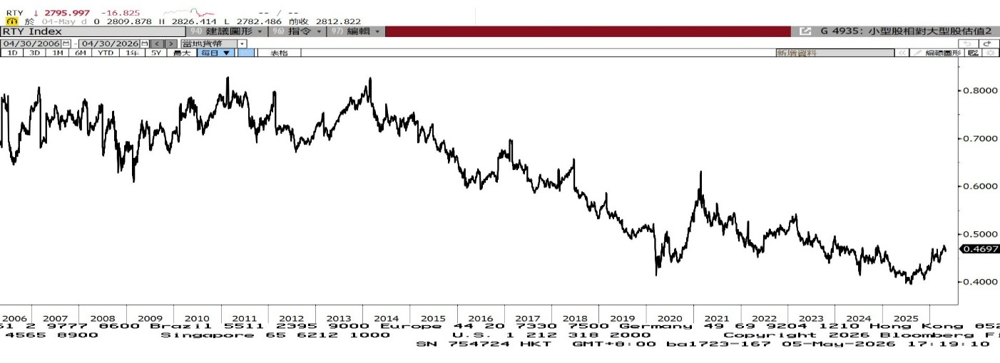 RTY ↓ 2795.997 -16.825 -- / --
於 04-May d O 2809.878 H 2826.414 L 2782.486 前收 2812.822
RTY Index 94) 建議圖形 96) 指令 97) 編輯 G 4935: 小型股相對大型股估值2
04/30/2006 - 04/30/2026 < > 當地貨幣
1D 3D 1M 6M YTD 1年 5Y 最大 每日 ▼ 表格 新增資料 « 編輯圖形
0.8000
0.7000
0.6000
0.5000
0.4697
0.4000
2006 2007 2008 2009 2010 2011 2012 2013 2014 2015 2016 2017 2018 2019 2020 2021 2022 2023 2024 2025
61 2 9777 8600 Brazil 5511 2395 9000 Europe 44 20 7330 7500 Germany 49 69 9204 1210 Hong Kong 852
4565 8900 Singapore 65 6212 1000 U.S. 1 212 318 2000 Copyright 2026 Bloomberg Fi
SN 754724 HKT GMT+8:00 ba1723-167 05-May-2026 17:19:10